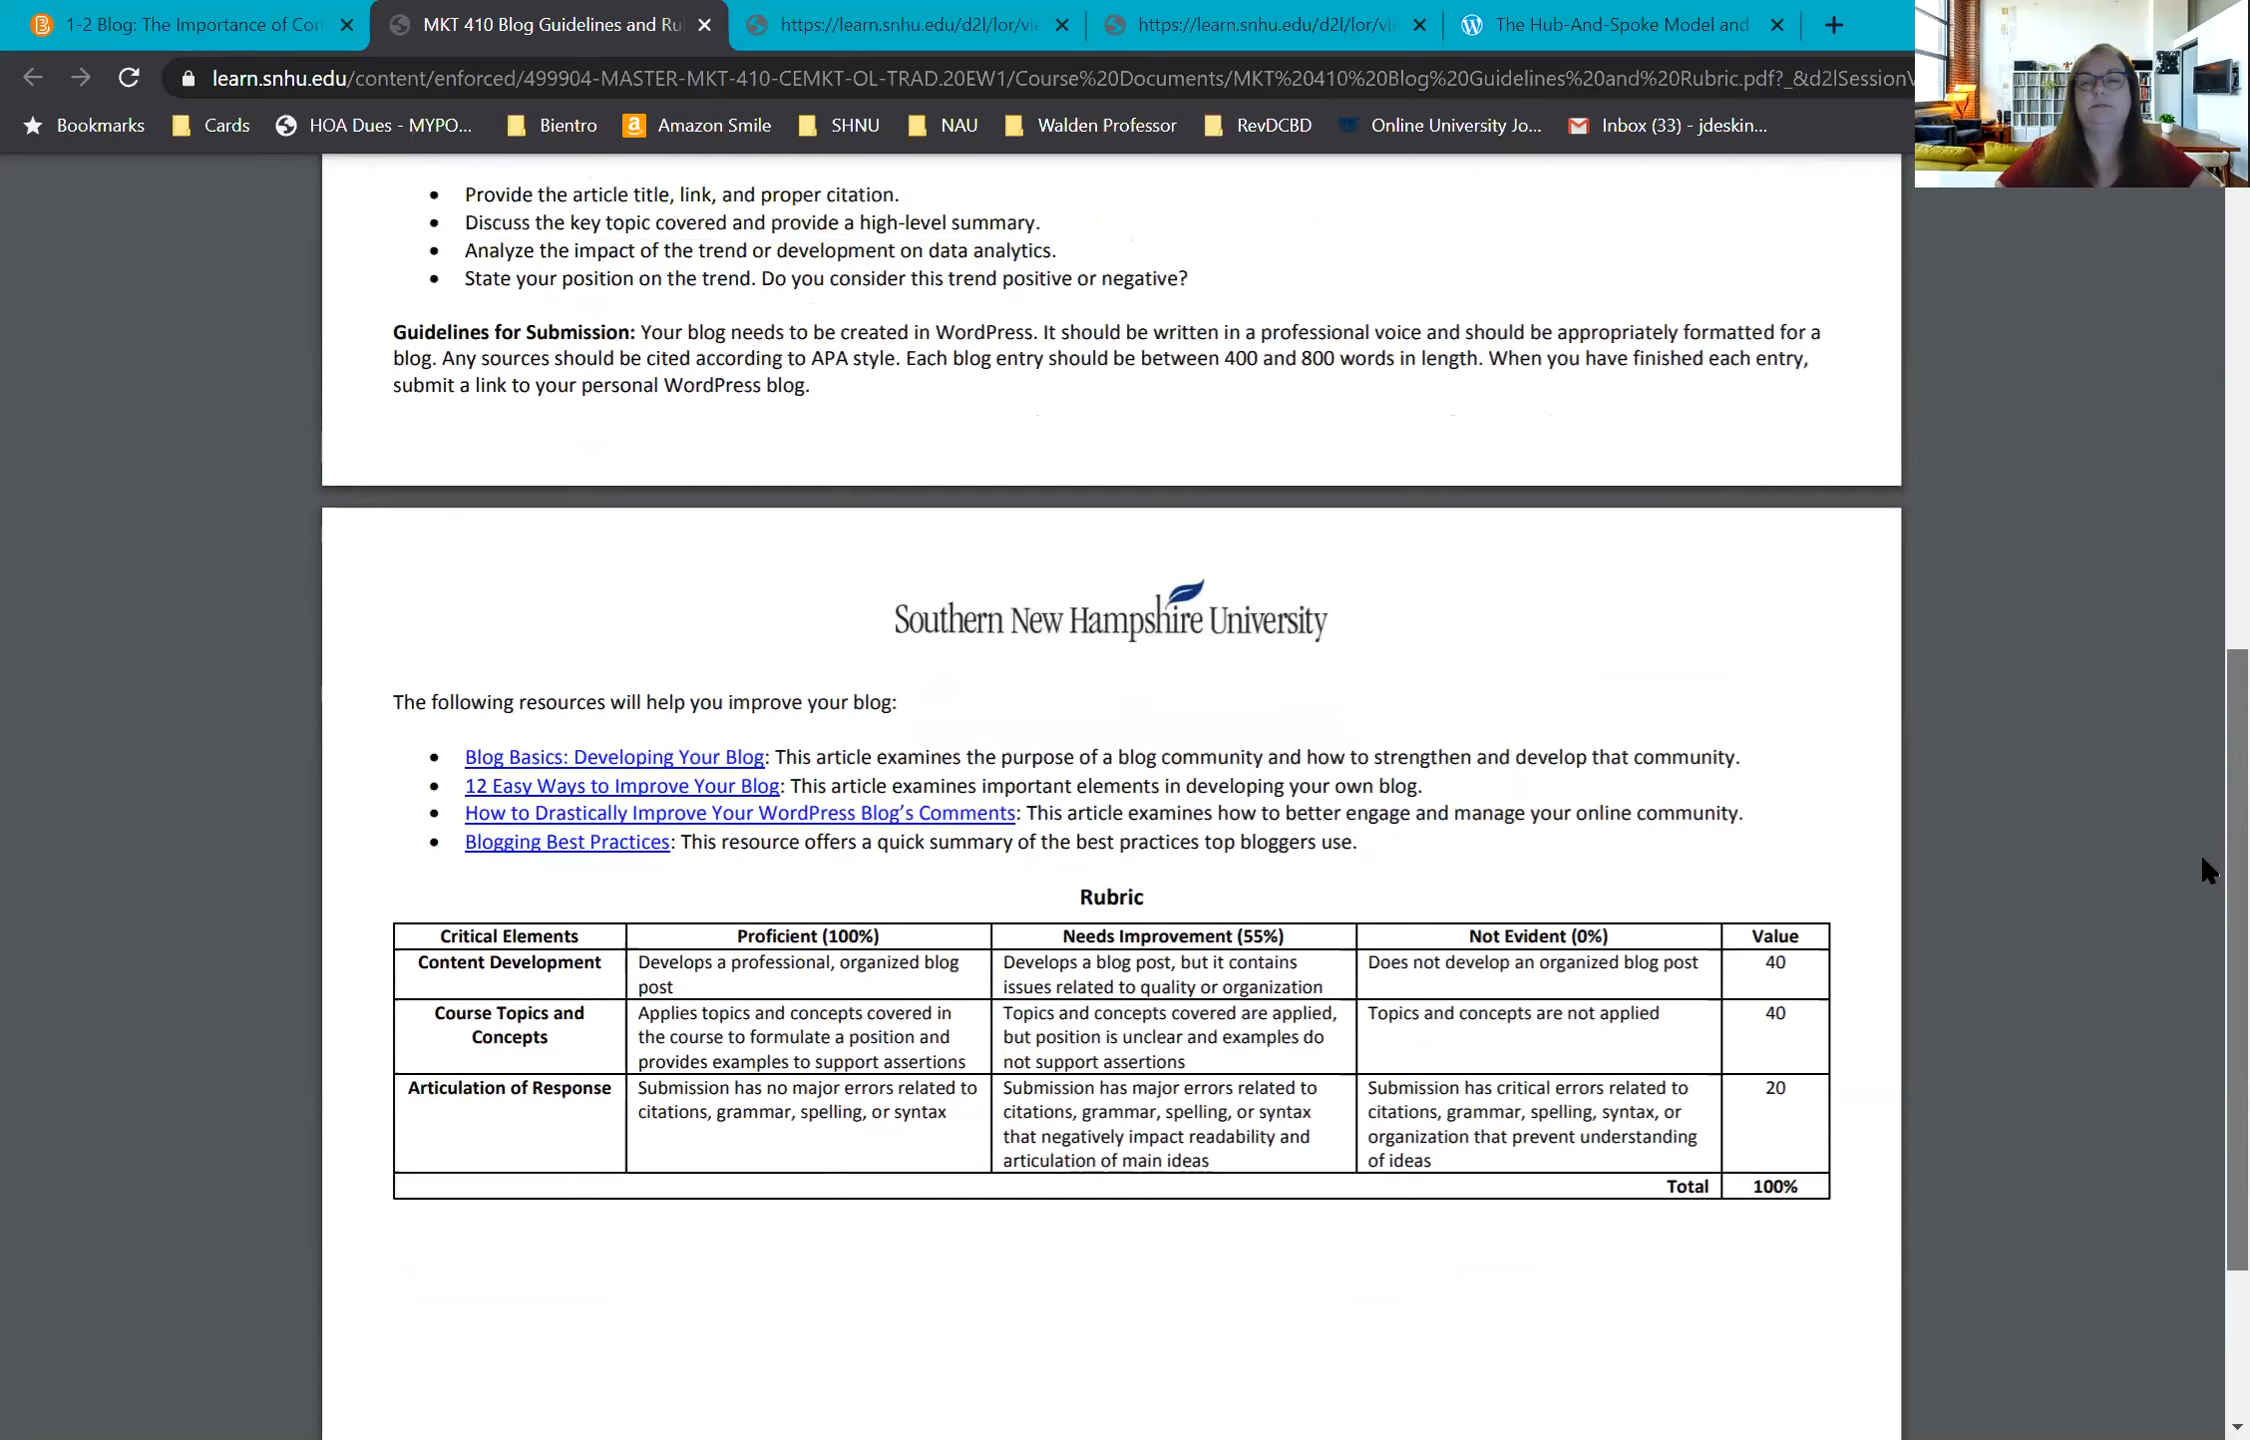 1-2 Blog: The Importance of Con
MKT 410 Blog Guidelines and Ru
https://learn.snhu.edu/d2l/lor/vie
https://learn.snhu.edu/d2l/lor/vi
The Hub-And-Spoke Model and
learn.snhu.edu/content/enforced/499904-MASTER-MKT-410-CEMKT-OL-TRAD.20EW1/Course%20Documents/MKT%20410%20Blog%20Guidelines%20and%20Rubric.pdf?_&d2lSessionV
Bookmarks
Cards
HOA Dues - MYPO...
Bientro
Amazon Smile
SHNU
NAU
Walden Professor
RevDCBD
Online University Jo...
Inbox (33) - jdeskin...
• Provide the article title, link, and proper citation.
• Discuss the key topic covered and provide a high-level summary.
• Analyze the impact of the trend or development on data analytics.
• State your position on the trend. Do you consider this trend positive or negative?
Guidelines for Submission: Your blog needs to be created in WordPress. It should be written in a professional voice and should be appropriately formatted for a
blog. Any sources should be cited according to APA style. Each blog entry should be between 400 and 800 words in length. When you have finished each entry,
submit a link to your personal WordPress blog.
Southern New Hampshire University
The following resources will help you improve your blog:
• Blog Basics: Developing Your Blog: This article examines the purpose of a blog community and how to strengthen and develop that community.
• 12 Easy Ways to Improve Your Blog: This article examines important elements in developing your own blog.
• How to Drastically Improve Your WordPress Blog's Comments: This article examines how to better engage and manage your online community.
• Blogging Best Practices: This resource offers a quick summary of the best practices top bloggers use.
Rubric
Critical Elements
Proficient (100%)
Needs Improvement (55%)
Not Evident (0%)
Value
Content Development
Develops a professional, organized blog
post
Develops a blog post, but it contains
issues related to quality or organization
Does not develop an organized blog post
40
Course Topics and
Concepts
Applies topics and concepts covered in
the course to formulate a position and
provides examples to support assertions
Topics and concepts covered are applied,
but position is unclear and examples do
not support assertions
Topics and concepts are not applied
40
Articulation of Response
Submission has no major errors related to
citations, grammar, spelling, or syntax
Submission has major errors related to
citations, grammar, spelling, or syntax
that negatively impact readability and
articulation of main ideas
Submission has critical errors related to
citations, grammar, spelling, syntax, or
organization that prevent understanding
of ideas
20
Total
100%